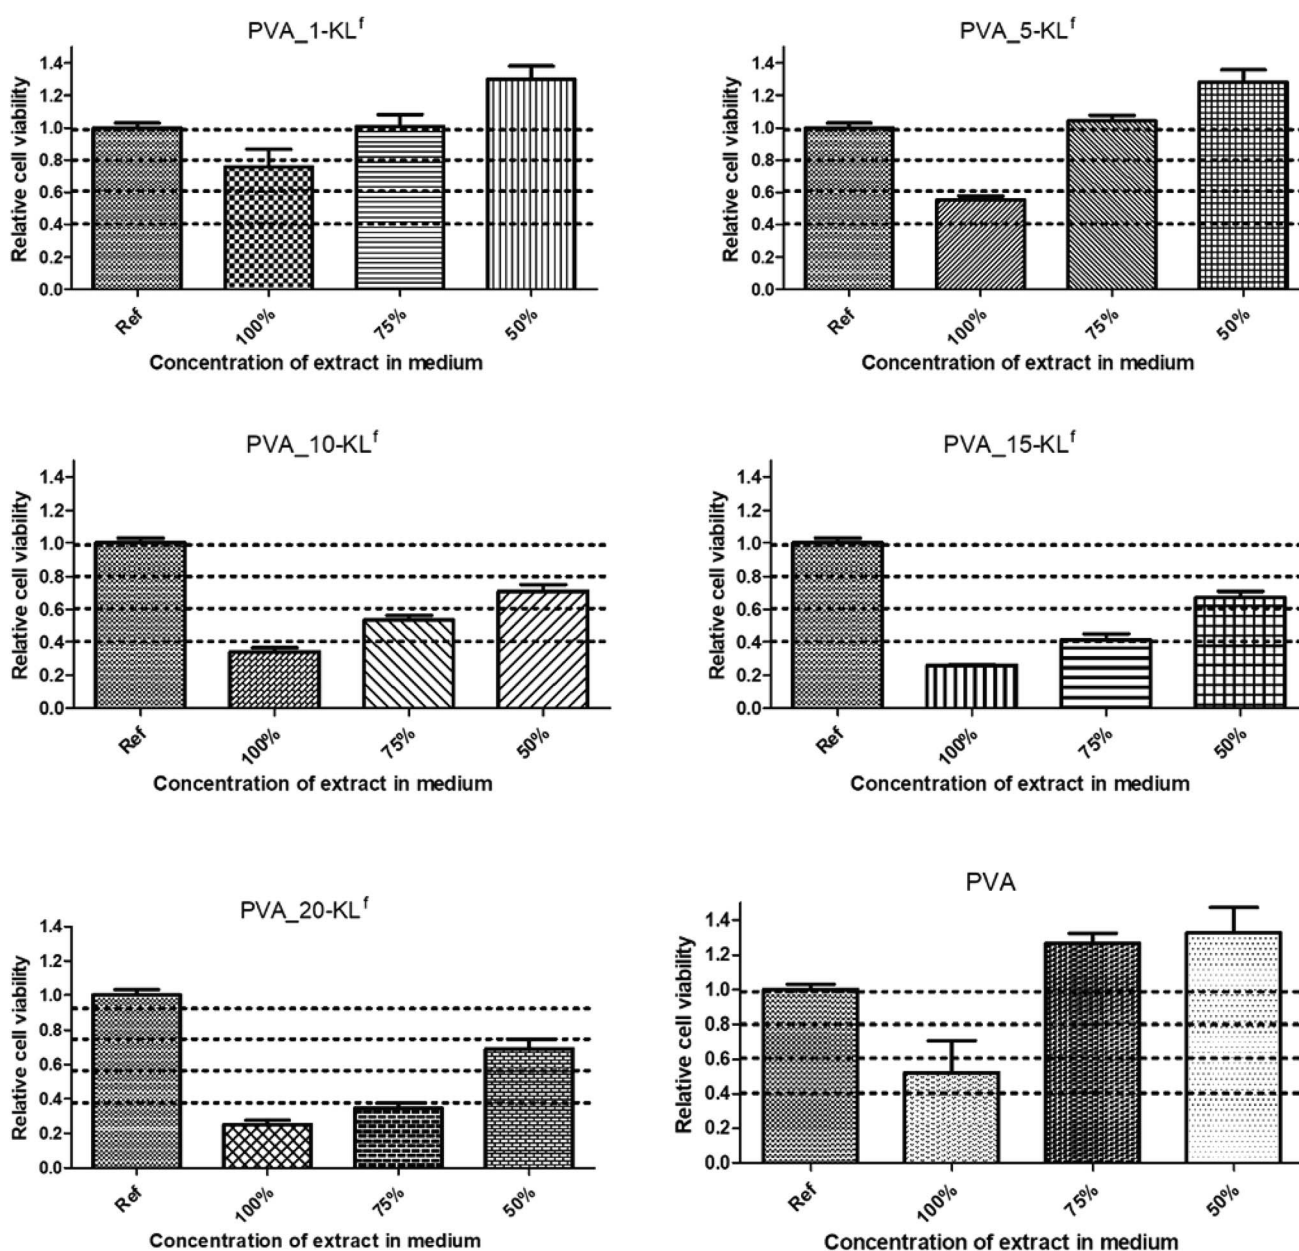 PVA_1-KLᶠ
Relative cell viability
1.4
1.2
1.0
0.8
0.6
0.4
0.2
0.0
Ref
100%
75%
50%
Concentration of extract in medium
PVA_5-KLᶠ
Relative cell viability
1.4
1.2
1.0
0.8
0.6
0.4
0.2
0.0
Ref
100%
75%
50%
Concentration of extract in medium
PVA_10-KLᶠ
Relative cell viability
1.4
1.2
1.0
0.8
0.6
0.4
0.2
0.0
Ref
100%
75%
50%
Concentration of extract in medium
PVA_15-KLᶠ
Relative cell viability
1.4
1.2
1.0
0.8
0.6
0.4
0.2
0.0
Ref
100%
75%
50%
Concentration of extract in medium
PVA_20-KLᶠ
Relative cell viability
1.4
1.2
1.0
0.8
0.6
0.4
0.2
0.0
Ref
100%
75%
50%
Concentration of extract in medium
PVA
Relative cell viability
1.4
1.2
1.0
0.8
0.6
0.4
0.2
0.0
Ref
100%
75%
50%
Concentration of extract in medium